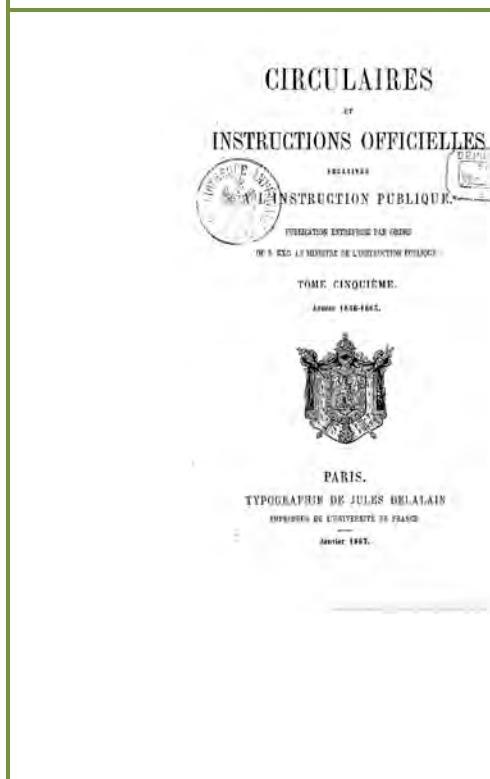 CIRCULAIRES
ET
INSTRUCTIONS OFFICIELLES
RELATIVES
A L'INSTRUCTION PUBLIQUE.
PUBLICATION ENTREPRISE PAR ORDRE
DE S. EXC. LE MINISTRE DE L'INSTRUCTION PUBLIQUE
TOME CINQUIÈME.
PARIS.
TYPOGRAPHIE DE JULES DELALAIN
IMPRIMEUR DE L'UNIVERSITÉ DE FRANCE
Janvier